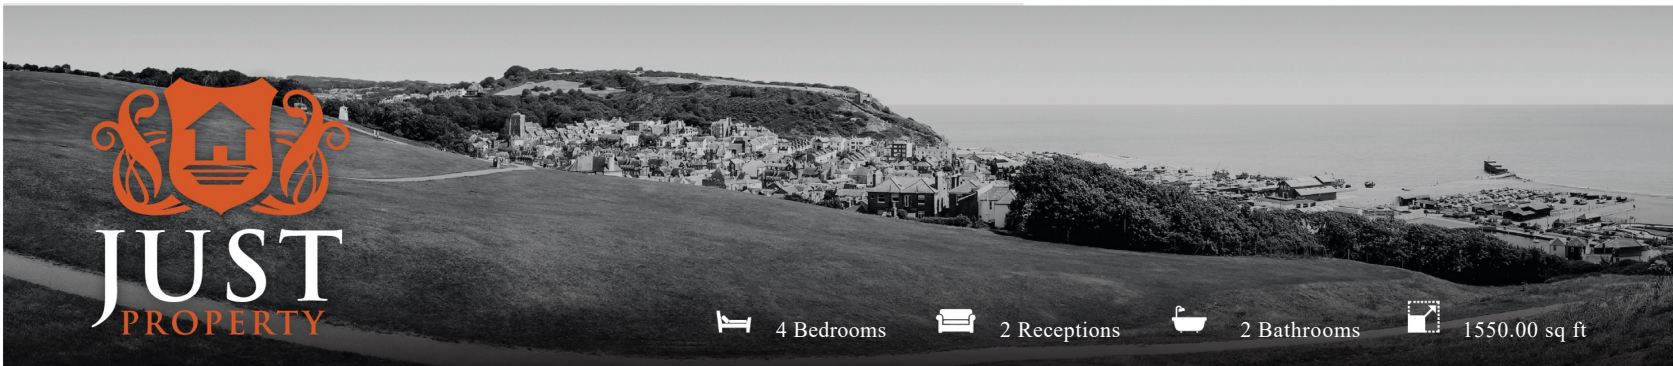 JUST
PROPERTY
4 Bedrooms 2 Receptions 2 Bathrooms 1550.00 sq ft